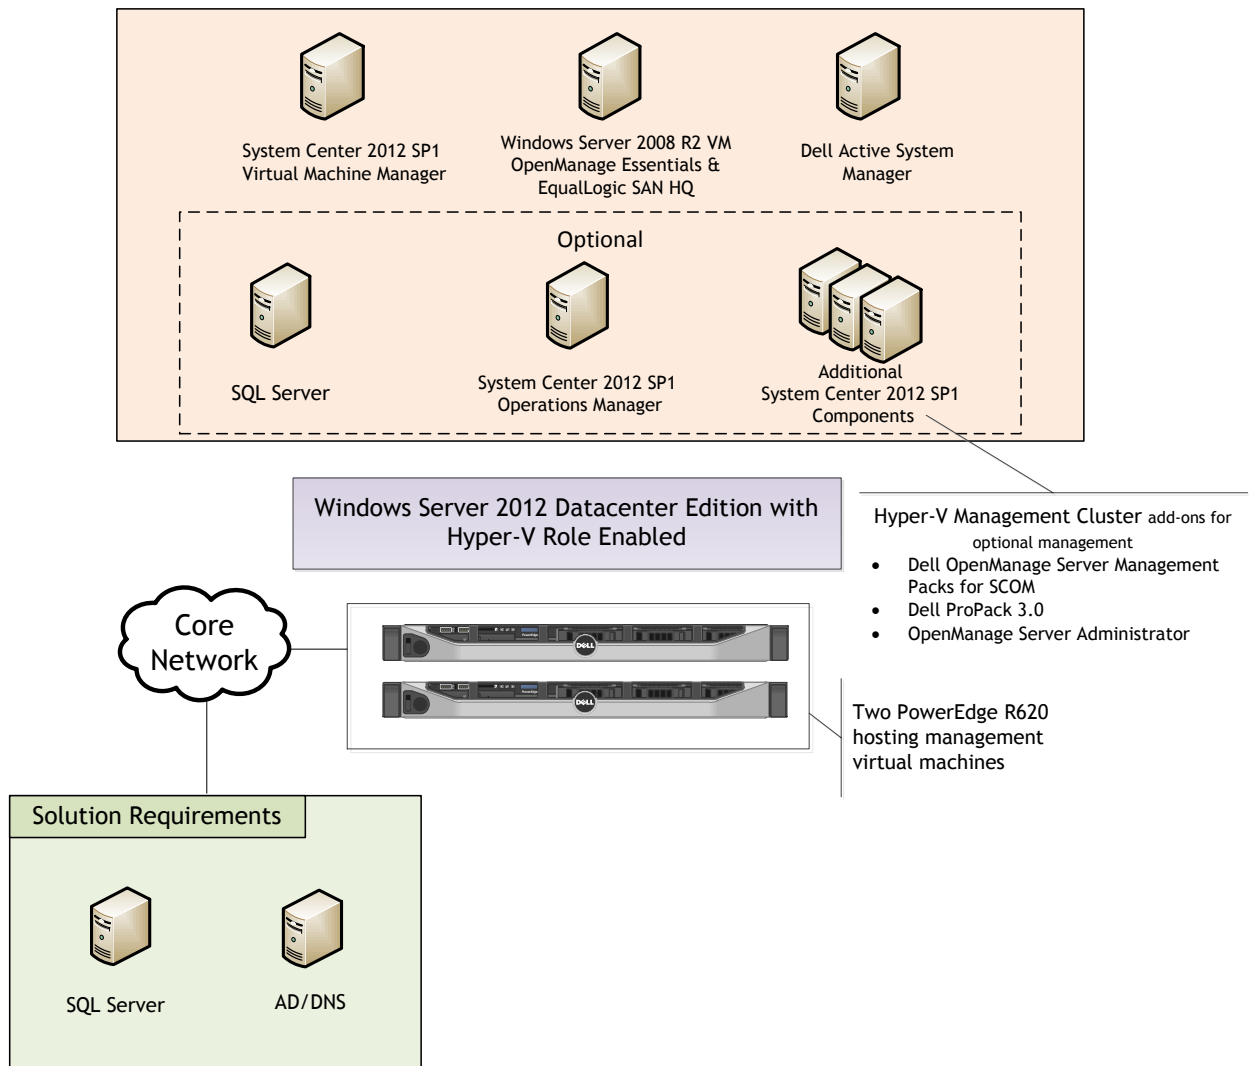 System Center 2012 SP1
Virtual Machine Manager
Windows Server 2008 R2 VM
OpenManage Essentials &
EqualLogic SAN HQ
Dell Active System
Manager
Optional
SQL Server
System Center 2012 SP1
Operations Manager
Additional
System Center 2012 SP1
Components
Windows Server 2012 Datacenter Edition with
Hyper-V Role Enabled
Hyper-V Management Cluster add-ons for
optional management
• Dell OpenManage Server Management
Packs for SCOM
• Dell ProPack 3.0
• OpenManage Server Administrator
Core
Network
PowerEdge
DELL
PowerEdge
DELL
Two PowerEdge R620
hosting management
virtual machines
Solution Requirements
SQL Server
AD/DNS